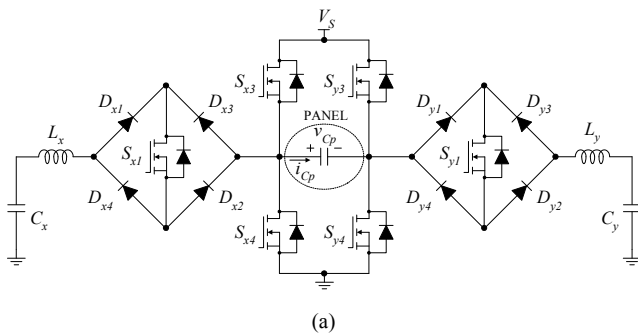 V_S
S_x3
S_y3
D_x1
D_x3
PANEL
D_y1
D_y3
L_x
S_x1
v_Cp
+ −
i_Cp
S_y1
L_y
D_x4
D_x2
D_y4
D_y2
C_x
S_x4
S_y4
C_y
(a)